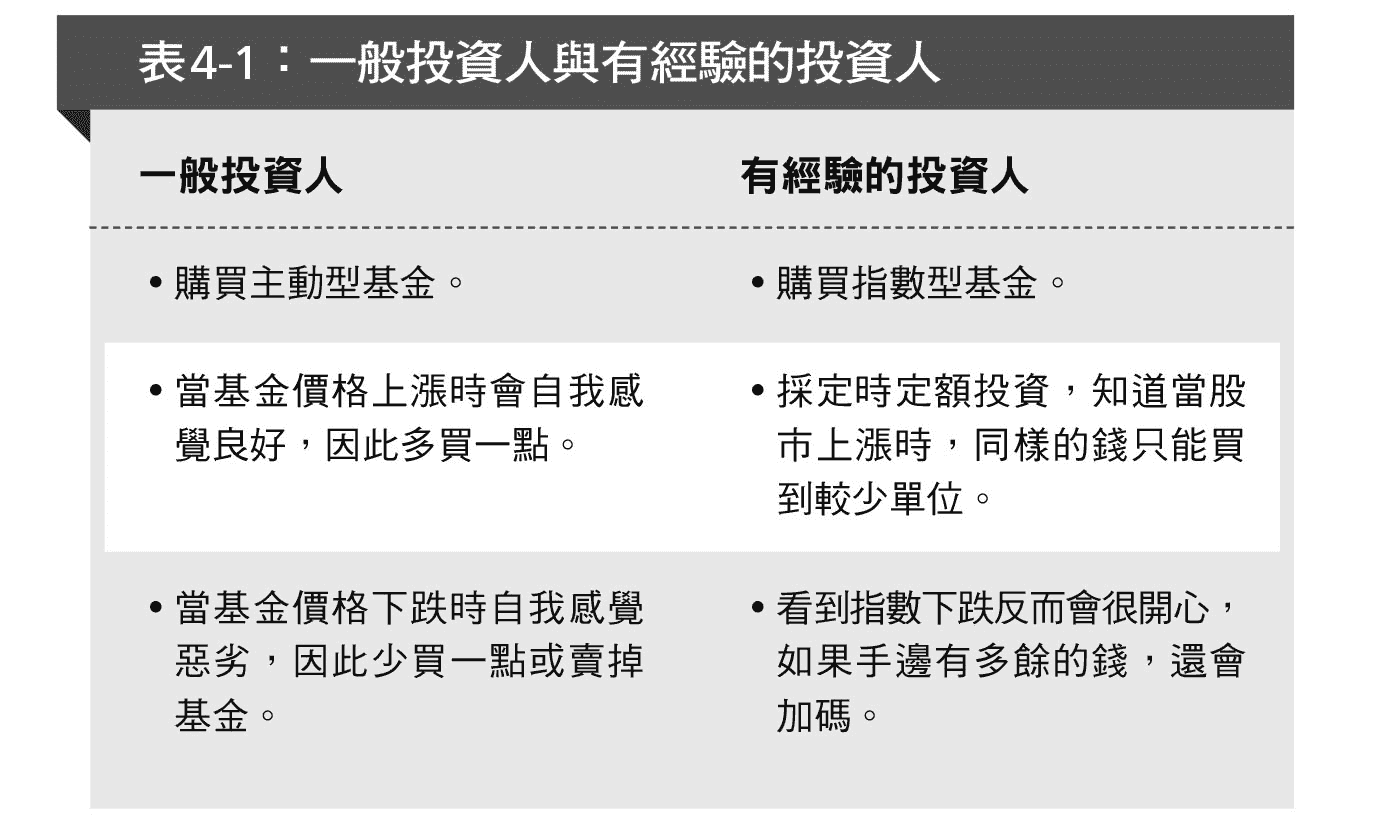 表4-1：一般投資人與有經驗的投資人
一般投資人
有經驗的投資人
•購買主動型基金。
•購買指數型基金。
•當基金價格上漲時會自我感
覺良好，因此多買一點。
•採定時定額投資，知道當股
市上漲時，同樣的錢只能買
到較少單位。
•當基金價格下跌時自我感覺
惡劣，因此少買一點或賣掉
基金。
•看到指數下跌反而會很開心，
如果手邊有多餘的錢，還會
加碼。